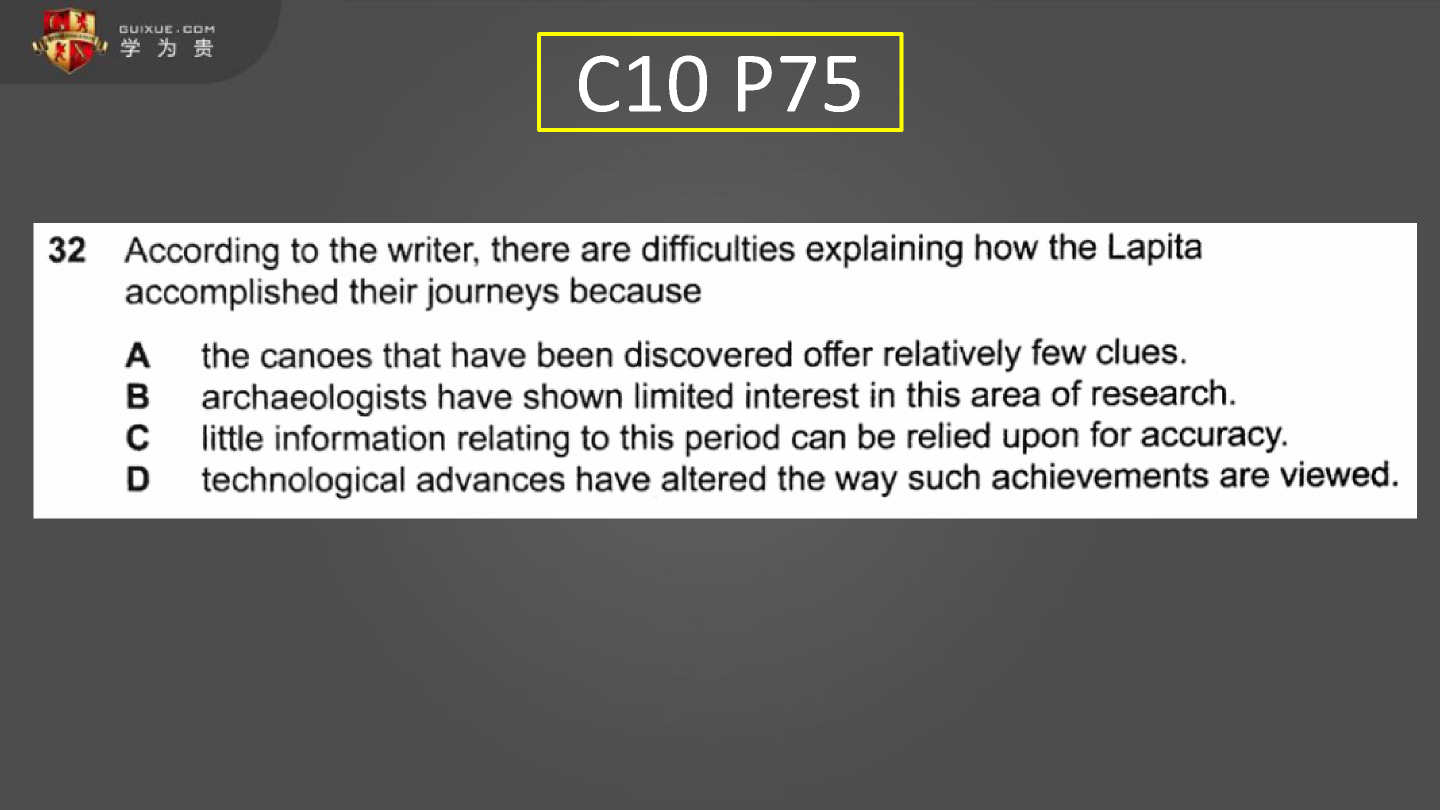 GUIXUE.COM
学为贵
C10 P75
32 According to the writer, there are difficulties explaining how the Lapita
accomplished their journeys because
A the canoes that have been discovered offer relatively few clues.
B archaeologists have shown limited interest in this area of research.
C little information relating to this period can be relied upon for accuracy.
D technological advances have altered the way such achievements are viewed.